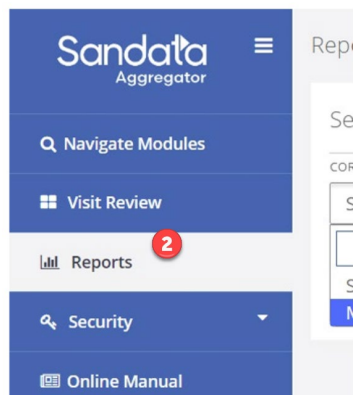 Sandata
Aggregator
Navigate Modules
Visit Review
2
Reports
Security
Online Manual